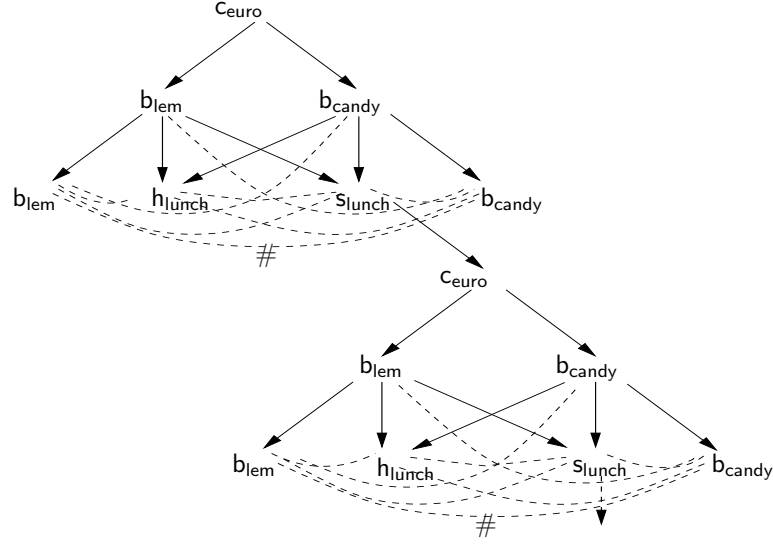 c_euro
b_lem b_candy
b_lem h_lunch s_lunch b_candy
#
c_euro
b_lem b_candy
b_lem h_lunch s_lunch b_candy
#